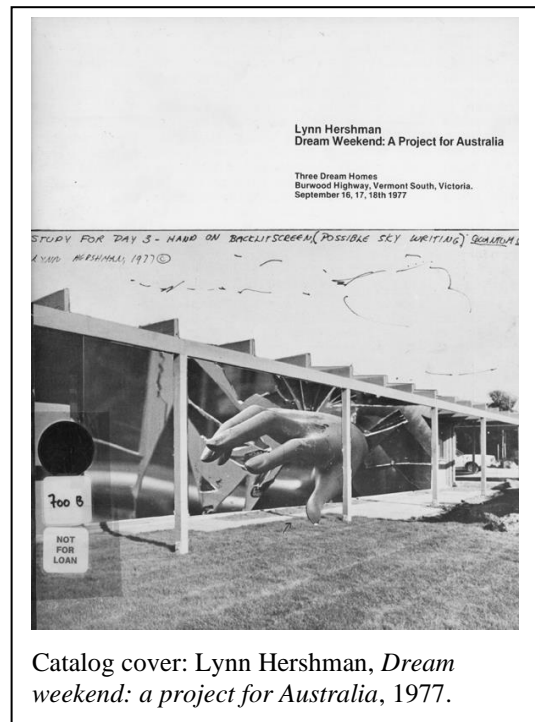 Lynn Hershman
Dream Weekend: A Project for Australia
Three Dream Homes
Burwood Highway, Vermont South, Victoria.
September 16, 17, 18th 1977
STUDY FOR DAY 3 - HAND ON BACKLITSCREEN, (POSSIBLE SKY WRITING)
LYNN HERSHMAN, 1977 ©
700 B
NOT
FOR
LOAN
Catalog cover: Lynn Hershman, Dream
weekend: a project for Australia, 1977.